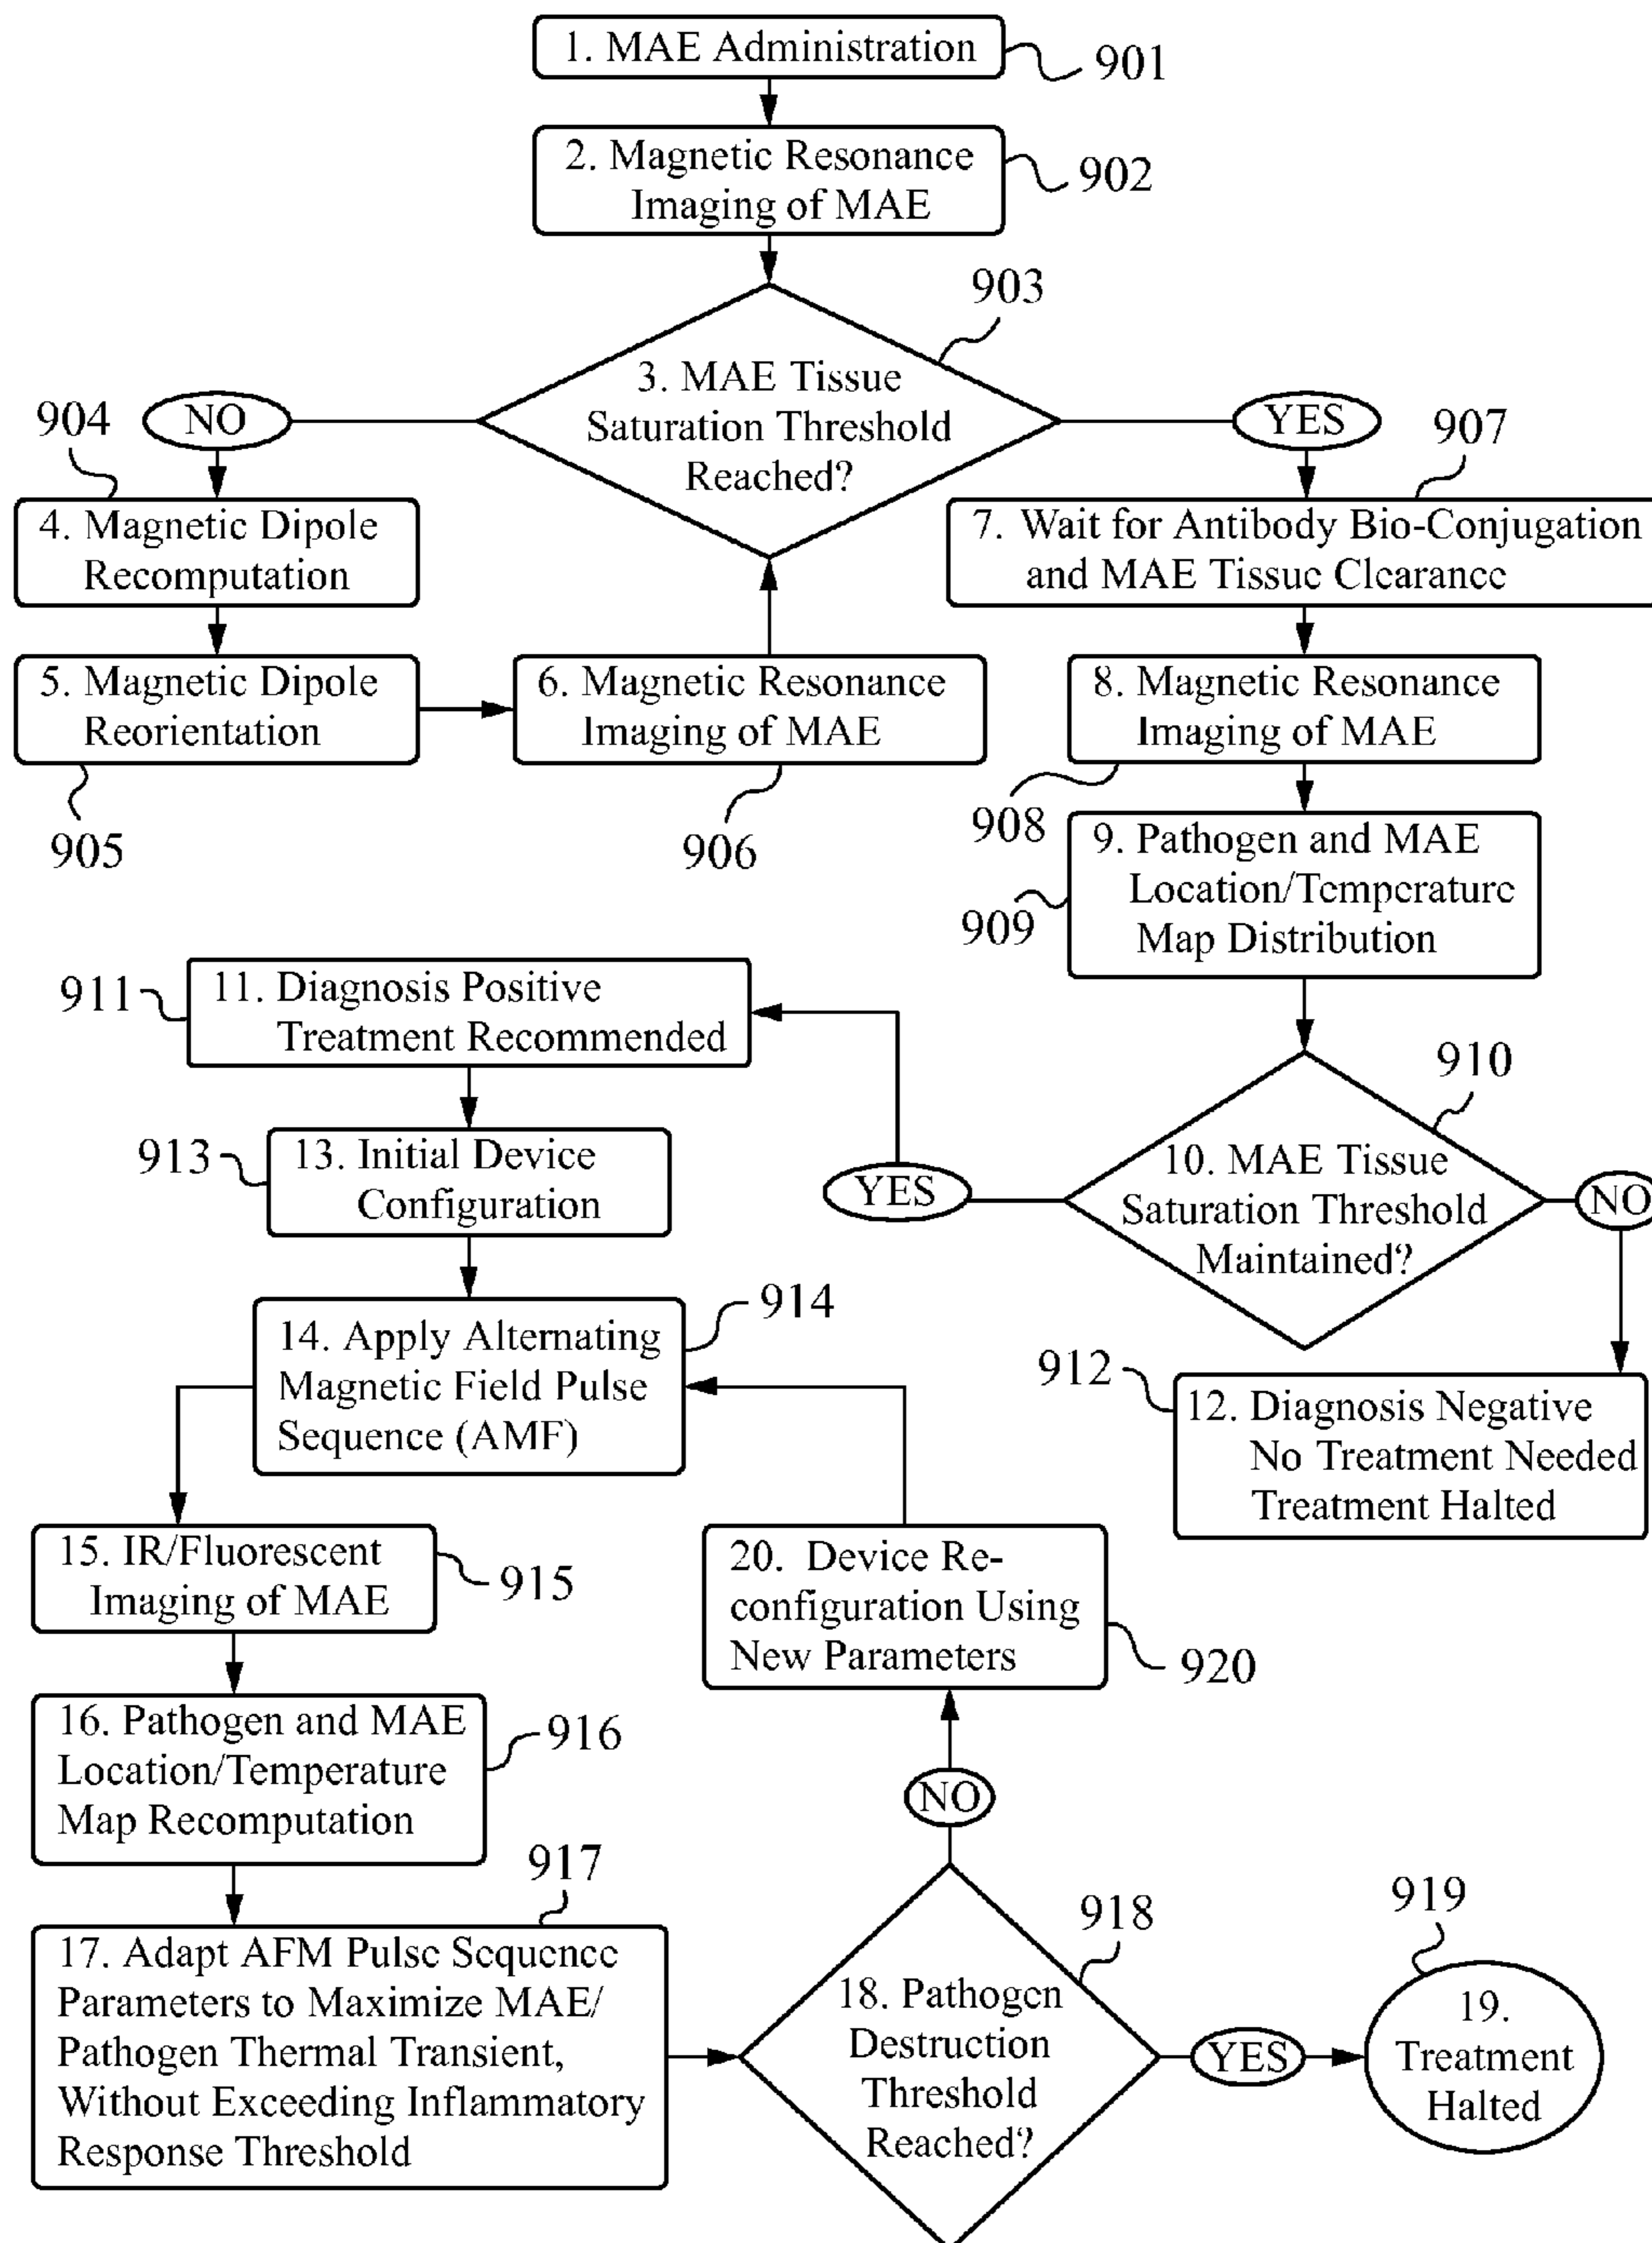 1. MAE Administration
901
2. Magnetic Resonance
Imaging of MAE
902
903
3. MAE Tissue
Saturation Threshold
Reached?
NO
YES
904
4. Magnetic Dipole
Recomputation
907
7. Wait for Antibody Bio-Conjugation
and MAE Tissue Clearance
5. Magnetic Dipole
Reorientation
905
6. Magnetic Resonance
Imaging of MAE
906
8. Magnetic Resonance
Imaging of MAE
908
9. Pathogen and MAE
Location/Temperature
Map Distribution
909
910
10. MAE Tissue
Saturation Threshold
Maintained?
YES
NO
911
11. Diagnosis Positive
Treatment Recommended
912
12. Diagnosis Negative
No Treatment Needed
Treatment Halted
913
13. Initial Device
Configuration
914
14. Apply Alternating
Magnetic Field Pulse
Sequence (AMF)
15. IR/Fluorescent
Imaging of MAE
915
16. Pathogen and MAE
Location/Temperature
Map Recomputation
916
917
17. Adapt AFM Pulse Sequence
Parameters to Maximize MAE/
Pathogen Thermal Transient,
Without Exceeding Inflammatory
Response Threshold
918
18. Pathogen
Destruction
Threshold
Reached?
NO
20. Device Re-
configuration Using
New Parameters
920
YES
919
19.
Treatment
Halted